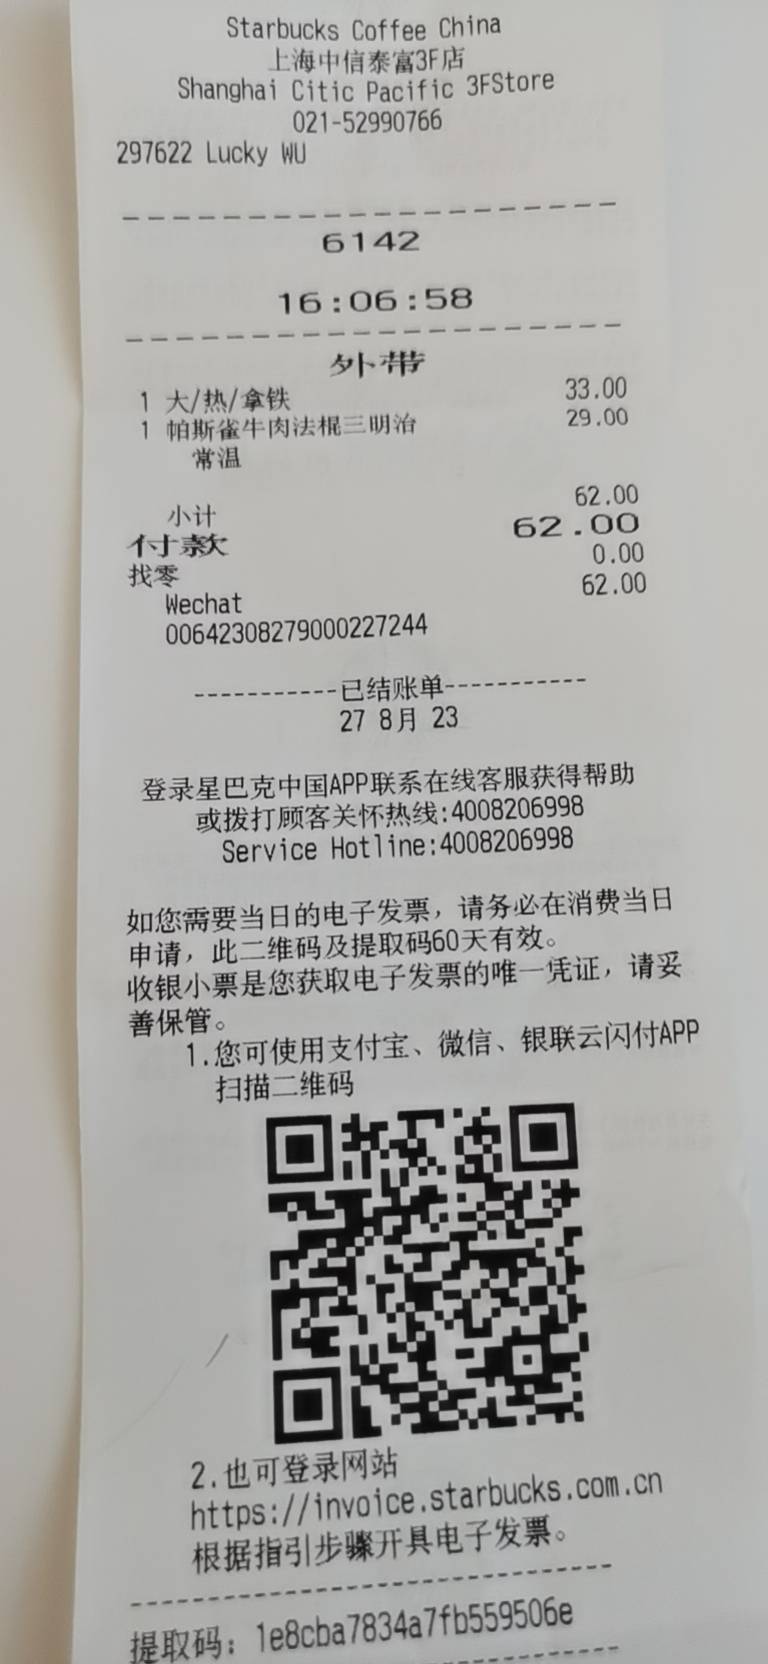 Starbucks Coffee China
上海中信泰富3F店
Shanghai Citic Pacific 3FStore
021-52990766
297622 Lucky WU
6142
16:06:58
外带
1 大/热/拿铁 33.00
1 帕斯雀牛肉法棍三明治 29.00
常温
小计 62.00
付款 62.00
找零 0.00
Wechat 62.00
00642308279000227244
-----------已结账单-----------
27 8月 23
登录星巴克中国APP联系在线客服获得帮助
或拨打顾客关怀热线:4008206998
Service Hotline:4008206998
如您需要当日的电子发票，请务必在消费当日
申请，此二维码及提取码60天有效。
收银小票是您获取电子发票的唯一凭证，请妥
善保管。
1.您可使用支付宝、微信、银联云闪付APP
扫描二维码
2.也可登录网站
https://invoice.starbucks.com.cn
根据指引步骤开具电子发票。
提取码：1e8cba7834a7fb559506e